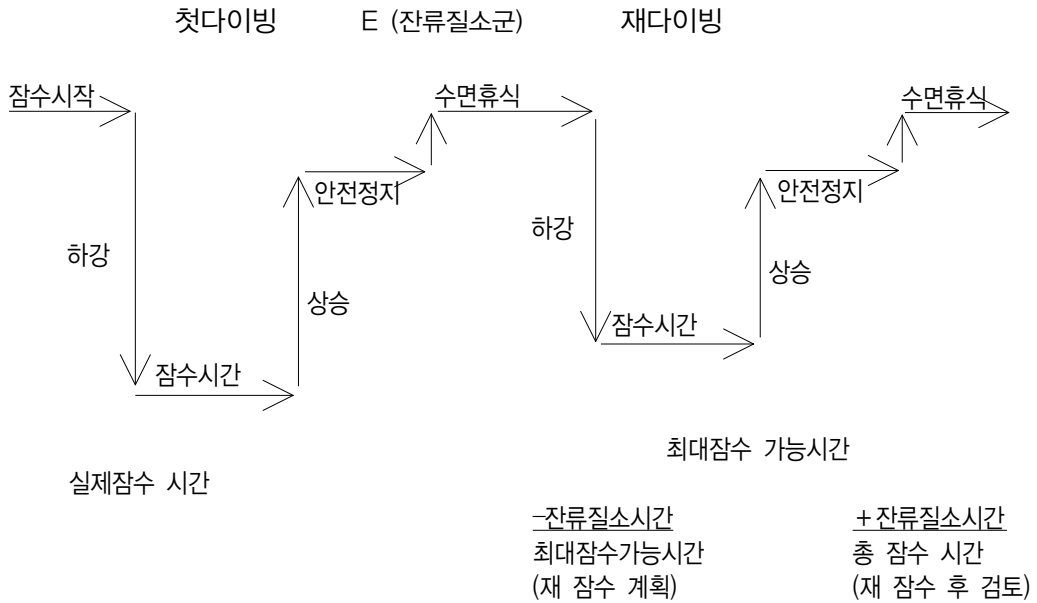 첫다이빙 E (잔류질소군) 재다이빙
잠수시작 수면휴식 수면휴식
안전정지 안전정지
하강 하강
상승 상승
잠수시간 잠수시간
최대잠수 가능시간
실제잠수 시간
–잔류질소시간 +잔류질소시간
최대잠수가능시간 총 잠수 시간
(재 잠수 계획) (재 잠수 후 검토)